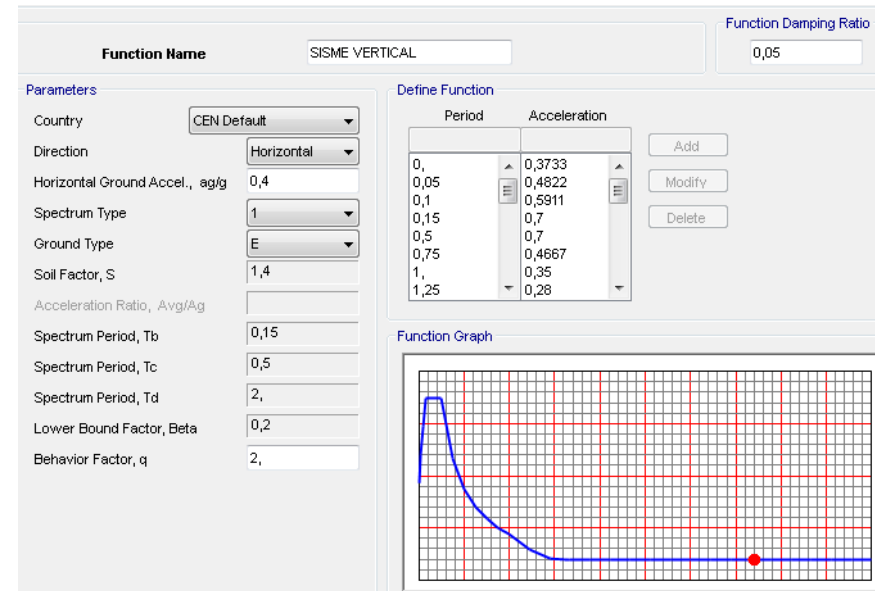 Function Damping Ratio
Function Name SISME VERTICAL 0,05
Parameters
Country CEN Default
Direction Horizontal
Horizontal Ground Accel., ag/g 0,4
Spectrum Type 1
Ground Type E
Soil Factor, S 1,4
Acceleration Ratio, Avg/Ag
Spectrum Period, Tb 0,15
Spectrum Period, Tc 0,5
Spectrum Period, Td 2,
Lower Bound Factor, Beta 0,2
Behavior Factor, q 2,
Define Function
Period Acceleration
0, 0,3733
0,05 0,4822
0,1 0,5911
0,15 0,7
0,5 0,7
0,75 0,4667
1, 0,35
1,25 0,28
Add
Modify
Delete
Function Graph